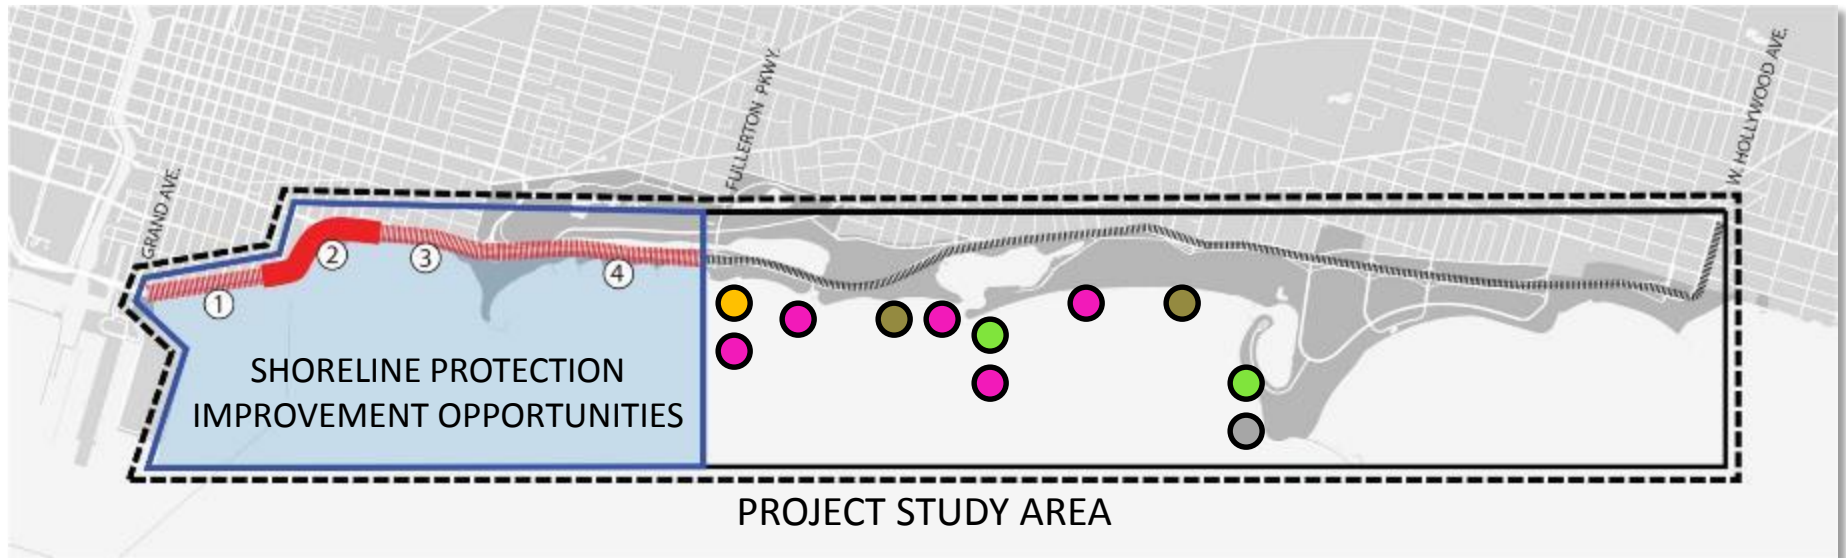 FULLERTON PKWY.
W. HOLLYWOOD AVE.
GRAND AVE.
1
2
3
4
SHORELINE PROTECTION
IMPROVEMENT OPPORTUNITIES
PROJECT STUDY AREA